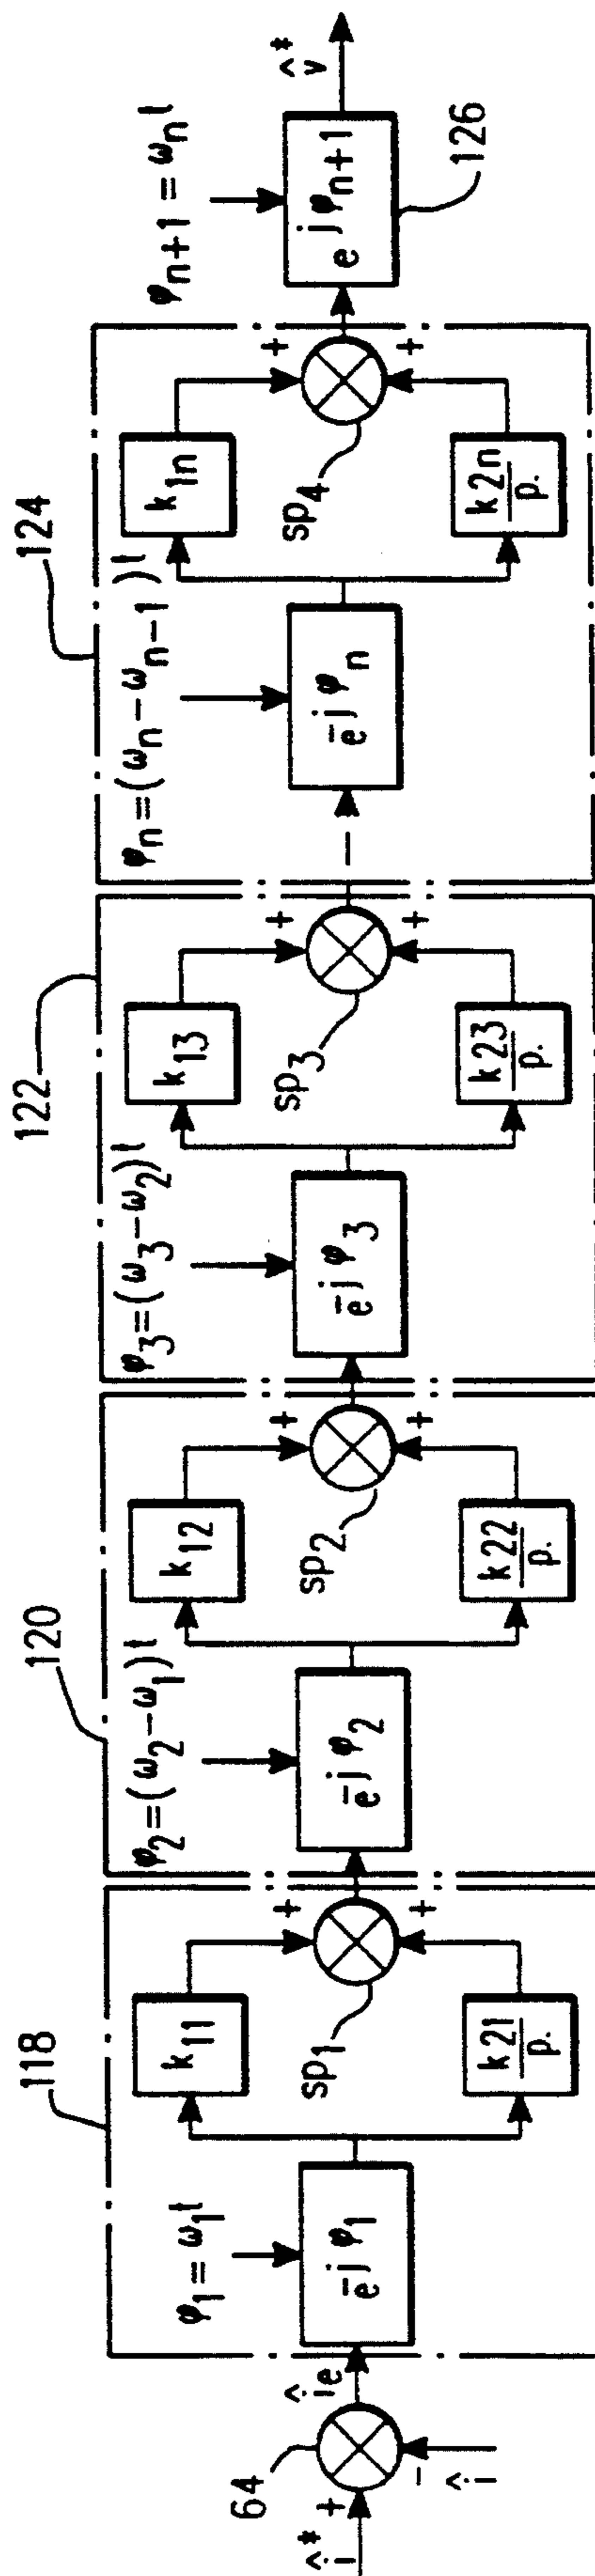 118
120
122
124
φ1 = ω1t
φ2=(ω2−ω1)t
φ3=(ω3−ω2)t
φn=(ωn−ωn−1)t
φn+1 = ωnt
64
î*
+
−
î
îe
e−jφ1
k11
k21
p.
+
+
sp1
e−jφ2
k12
k22
p.
+
+
sp2
e−jφ3
k13
k23
p.
+
+
sp3
e−jφn
k1n
k2n
p.
+
+
sp4
ejφn+1
v̂*
126